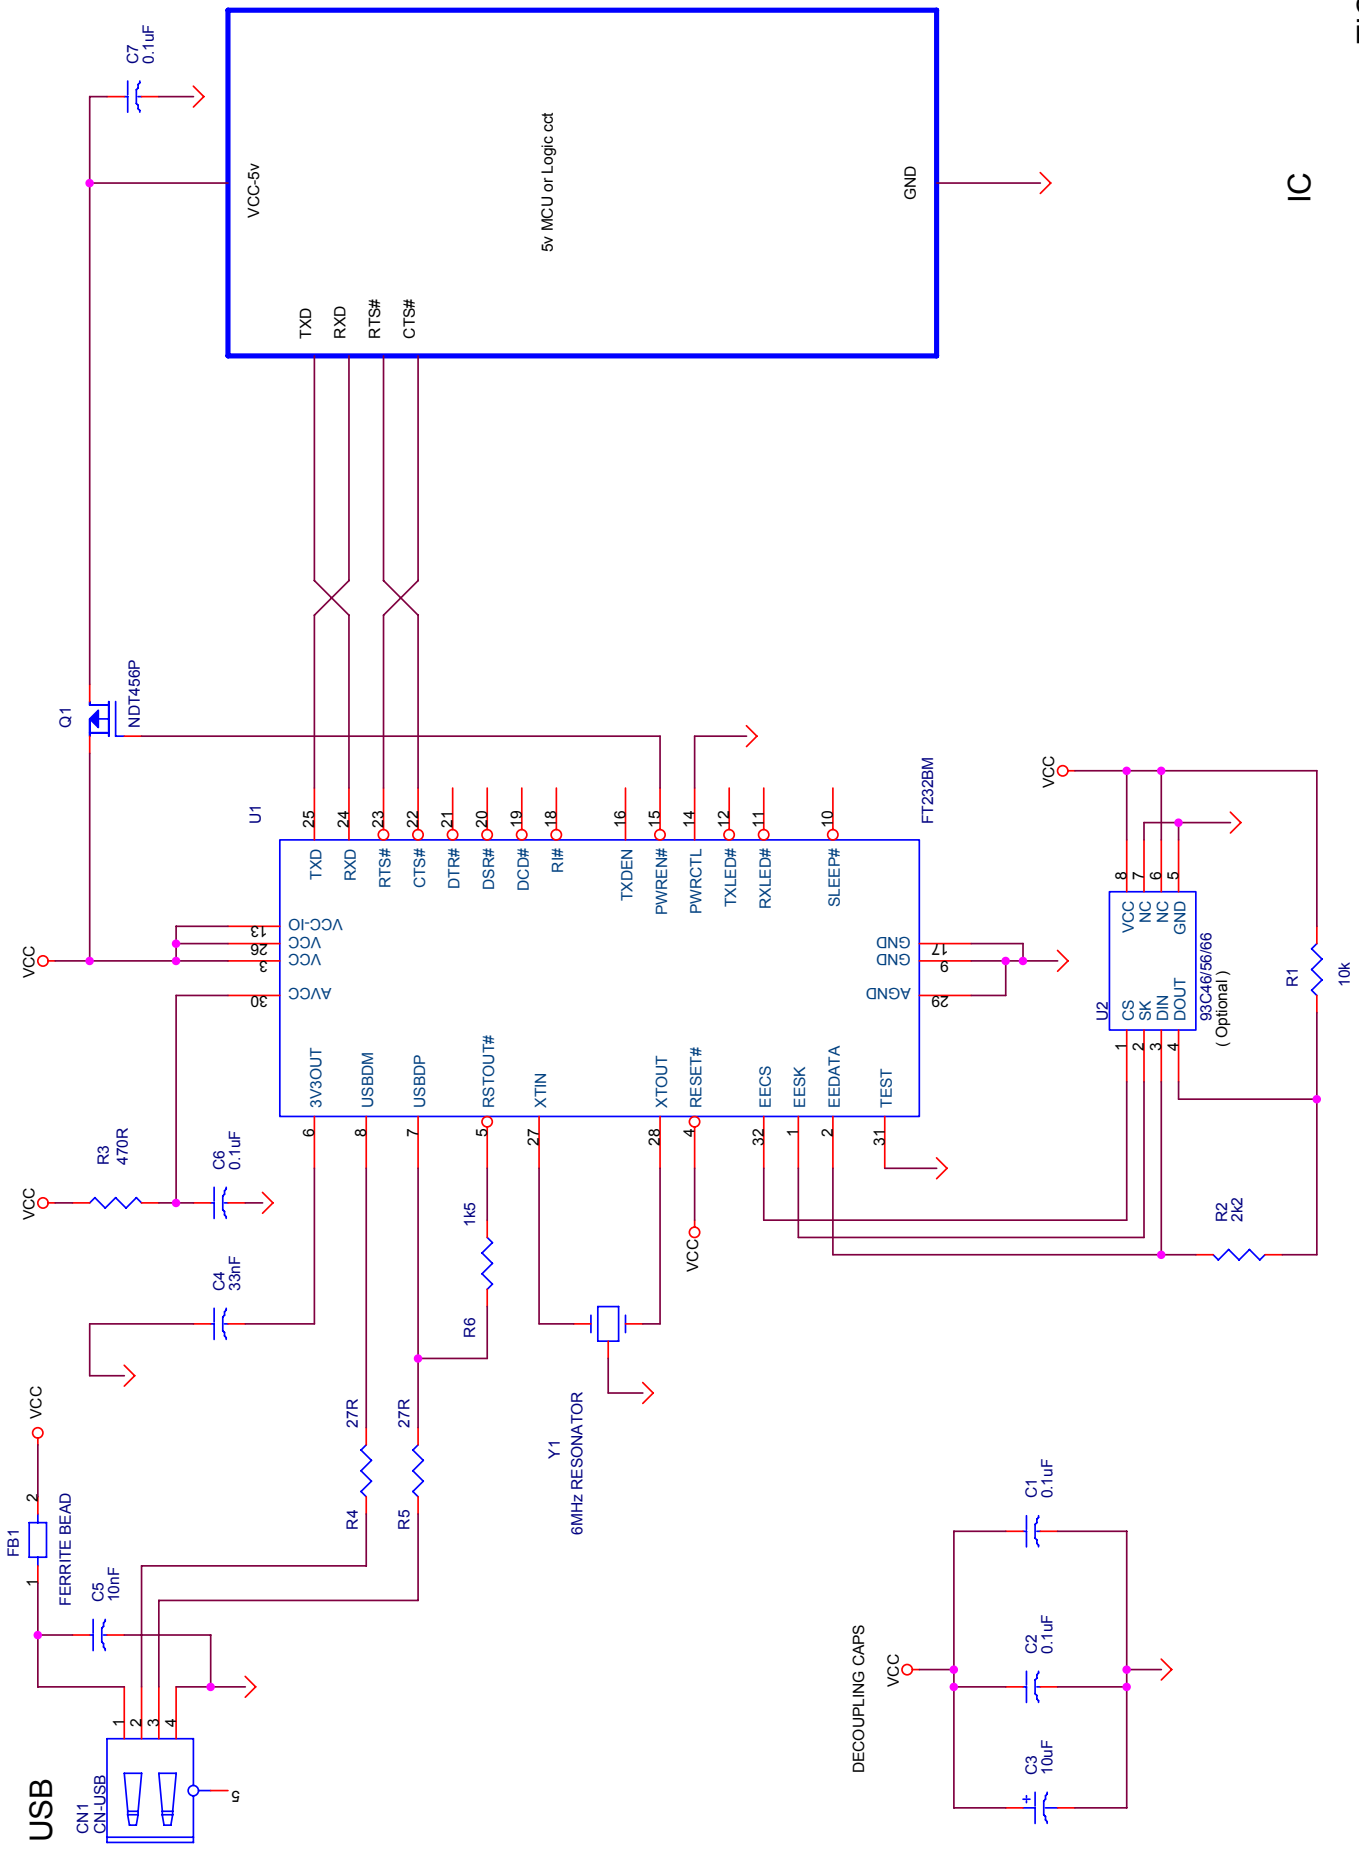 USB
CN1
CN-USB
1
2
3
4
5
FB1
1
2
FERRITE BEAD
VCC
C5
10nF
C4
33nF
VCC
R3
470R
C6
0.1uF
R4
27R
R5
27R
R6
1k5
Y1
6MHz RESONATOR
VCC
VCC
U1
FT232BM
6
3V3OUT
8
USBDM
7
USBDP
5
RSTOUT#
27
XTIN
28
XTOUT
4
RESET#
32
EECS
1
EESK
2
EEDATA
31
TEST
30
AVCC
3
VCC
26
VCC
13
VCC-IO
29
AGND
9
GND
17
GND
TXD
25
RXD
24
RTS#
23
CTS#
22
DTR#
21
DSR#
20
DCD#
19
RI#
18
TXDEN
16
PWREN#
15
PWRCTL
14
TXLED#
12
RXLED#
11
SLEEP#
10
Q1
NDT456P
C7
0.1uF
VCC-5v
TXD
RXD
RTS#
CTS#
5v MCU or Logic cct
GND
IC
DECOUPLING CAPS
VCC
C3
10uF
+
C2
0.1uF
C1
0.1uF
U2
93C46/56/66
( Optional )
1
CS
2
SK
3
DIN
4
DOUT
VCC
8
NC
7
NC
6
GND
5
VCC
R2
2k2
R1
10k